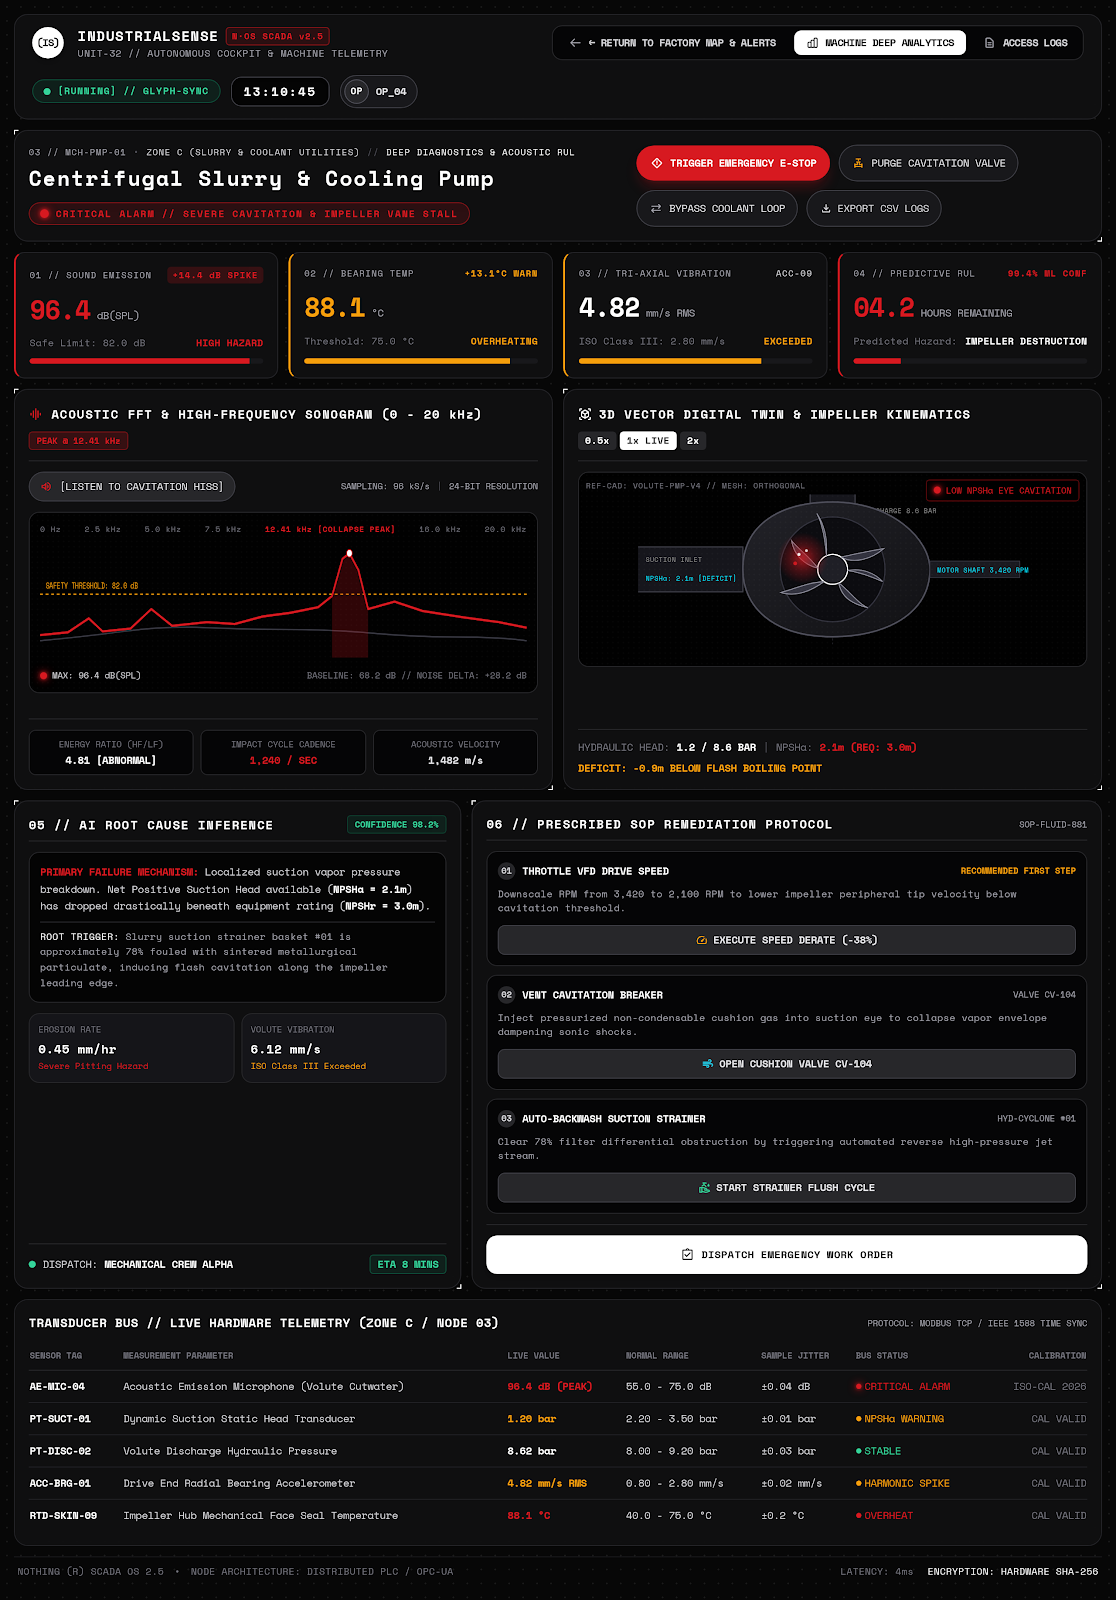 (IS)
INDUSTRIALSENSE
N-OS SCADA v2.5
UNIT-32 // AUTONOMOUS COCKPIT & MACHINE TELEMETRY
← RETURN TO FACTORY MAP & ALERTS
MACHINE DEEP ANALYTICS
ACCESS LOGS
[RUNNING] // GLYPH-SYNC
13:10:45
OP
OP_04
03 // MCH-PMP-01 · ZONE C (SLURRY & COOLANT UTILITIES) // DEEP DIAGNOSTICS & ACOUSTIC RUL
Centrifugal Slurry & Cooling Pump
CRITICAL ALARM // SEVERE CAVITATION & IMPELLER VANE STALL
TRIGGER EMERGENCY E-STOP
PURGE CAVITATION VALVE
BYPASS COOLANT LOOP
EXPORT CSV LOGS
01 // SOUND EMISSION
+14.4 dB SPIKE
96.4 dB(SPL)
Safe Limit: 82.0 dB
HIGH HAZARD
02 // BEARING TEMP
+13.1°C WARN
88.1 °C
Threshold: 75.0 °C
OVERHEATING
03 // TRI-AXIAL VIBRATION
ACC-09
4.82 mm/s RMS
ISO Class III: 2.80 mm/s
EXCEEDED
04 // PREDICTIVE RUL
99.4% ML CONF
04.2 HOURS REMAINING
Predicted Hazard: IMPELLER DESTRUCTION
ACOUSTIC FFT & HIGH-FREQUENCY SONOGRAM (0 - 20 kHz)
PEAK @ 12.41 kHz
[LISTEN TO CAVITATION HISS]
SAMPLING: 96 kS/s | 24-BIT RESOLUTION
0 Hz 2.5 kHz 5.0 kHz 7.5 kHz 12.41 kHz [COLLAPSE PEAK] 16.0 kHz 20.0 kHz
SAFETY THRESHOLD: 82.0 dB
MAX: 96.4 dB(SPL)
BASELINE: 68.2 dB // NOISE DELTA: +28.2 dB
ENERGY RATIO (HF/LF)
4.81 [ABNORMAL]
IMPACT CYCLE CADENCE
1,240 / SEC
ACOUSTIC VELOCITY
1,482 m/s
3D VECTOR DIGITAL TWIN & IMPELLER KINEMATICS
0.5x
1x LIVE
2x
REF-CAD: VOLUTE-PMP-V4 // MESH: ORTHOGONAL
LOW NPSHa EYE CAVITATION
HARGE 8.6 BAR
SUCTION INLET
NPSHa: 2.1m [DEFICIT]
MOTOR SHAFT 3,420 RPM
HYDRAULIC HEAD: 1.2 / 8.6 BAR | NPSHa: 2.1m (REQ: 3.0m)
DEFICIT: -0.9m BELOW FLASH BOILING POINT
05 // AI ROOT CAUSE INFERENCE
CONFIDENCE 98.2%
PRIMARY FAILURE MECHANISM: Localized suction vapor pressure
breakdown. Net Positive Suction Head available (NPSHa = 2.1m)
has dropped drastically beneath equipment rating (NPSHr = 3.0m).
ROOT TRIGGER: Slurry suction strainer basket #01 is
approximately 78% fouled with sintered metallurgical
particulate, inducing flash cavitation along the impeller
leading edge.
EROSION RATE
0.45 mm/hr
Severe Pitting Hazard
VOLUTE VIBRATION
6.12 mm/s
ISO Class III Exceeded
DISPATCH: MECHANICAL CREW ALPHA
ETA 8 MINS
06 // PRESCRIBED SOP REMEDIATION PROTOCOL
SOP-FLUID-881
01 THROTTLE VFD DRIVE SPEED
RECOMMENDED FIRST STEP
Downscale RPM from 3,420 to 2,100 RPM to lower impeller peripheral tip velocity below
cavitation threshold.
EXECUTE SPEED DERATE (-38%)
02 VENT CAVITATION BREAKER
VALVE CV-104
Inject pressurized non-condensable cushion gas into suction eye to collapse vapor envelope
dampening sonic shocks.
OPEN CUSHION VALVE CV-104
03 AUTO-BACKWASH SUCTION STRAINER
HYD-CYCLONE #01
Clear 78% filter differential obstruction by triggering automated reverse high-pressure jet
stream.
START STRAINER FLUSH CYCLE
DISPATCH EMERGENCY WORK ORDER
TRANSDUCER BUS // LIVE HARDWARE TELEMETRY (ZONE C / NODE 03)
PROTOCOL: MODBUS TCP / IEEE 1588 TIME SYNC
SENSOR TAG MEASUREMENT PARAMETER LIVE VALUE NORMAL RANGE SAMPLE JITTER BUS STATUS CALIBRATION
AE-MIC-04 Acoustic Emission Microphone (Volute Cutwater) 96.4 dB (PEAK) 55.0 - 75.0 dB ±0.04 dB CRITICAL ALARM ISO-CAL 2026
PT-SUCT-01 Dynamic Suction Static Head Transducer 1.20 bar 2.20 - 3.50 bar ±0.01 bar NPSHa WARNING CAL VALID
PT-DISC-02 Volute Discharge Hydraulic Pressure 8.62 bar 8.00 - 9.20 bar ±0.03 bar STABLE CAL VALID
ACC-BRG-01 Drive End Radial Bearing Accelerometer 4.82 mm/s RMS 0.80 - 2.80 mm/s ±0.02 mm/s HARMONIC SPIKE CAL VALID
RTD-SKIN-09 Impeller Hub Mechanical Face Seal Temperature 88.1 °C 40.0 - 75.0 °C ±0.2 °C OVERHEAT CAL VALID
NOTHING (R) SCADA OS 2.5 • NODE ARCHITECTURE: DISTRIBUTED PLC / OPC-UA
LATENCY: 4ms ENCRYPTION: HARDWARE SHA-256